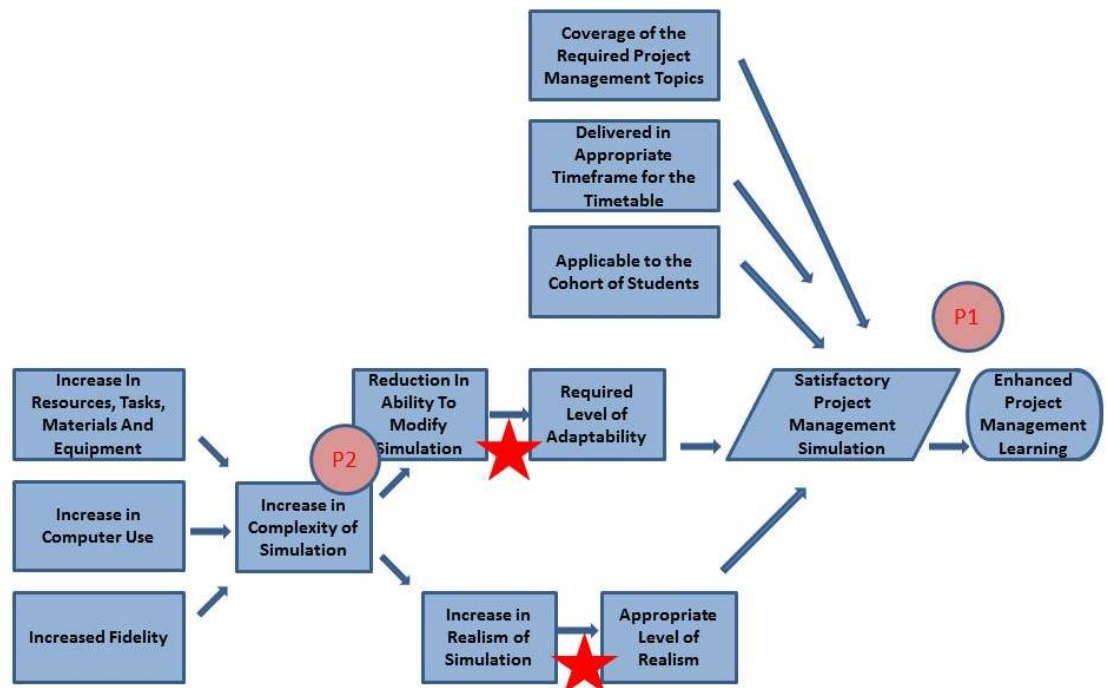 Coverage of the
Required Project
Management Topics
Delivered in
Appropriate
Timeframe for the
Timetable
Applicable to the
Cohort of Students
P1
Increase In
Resources, Tasks,
Materials And
Equipment
Reduction In
Ability To
Modify
Simulation
Required
Level of
Adaptability
Satisfactory
Project
Management
Simulation
Enhanced
Project
Management
Learning
P2
Increase in
Computer Use
Increase in
Complexity of
Simulation
Increased Fidelity
Increase in
Realism of
Simulation
Appropriate
Level of
Realism